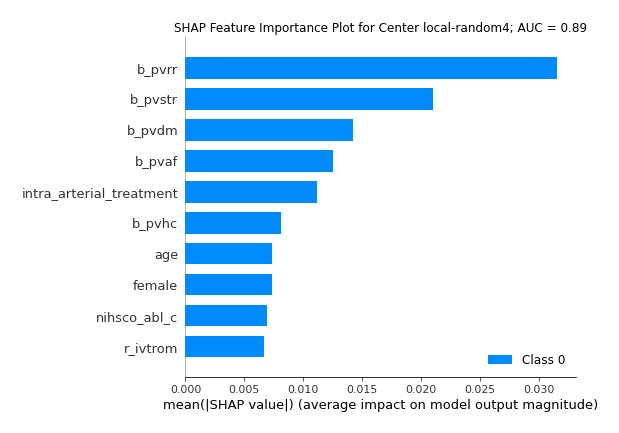 SHAP Feature Importance Plot for Center local-random4; AUC = 0.89
b_pvrr
b_pvstr
b_pvdm
b_pvaf
intra_arterial_treatment
b_pvhc
age
female
nihsco_abl_c
r_ivtrom
Class 0
0.000 0.005 0.010 0.015 0.020 0.025 0.030
mean(|SHAP value|) (average impact on model output magnitude)